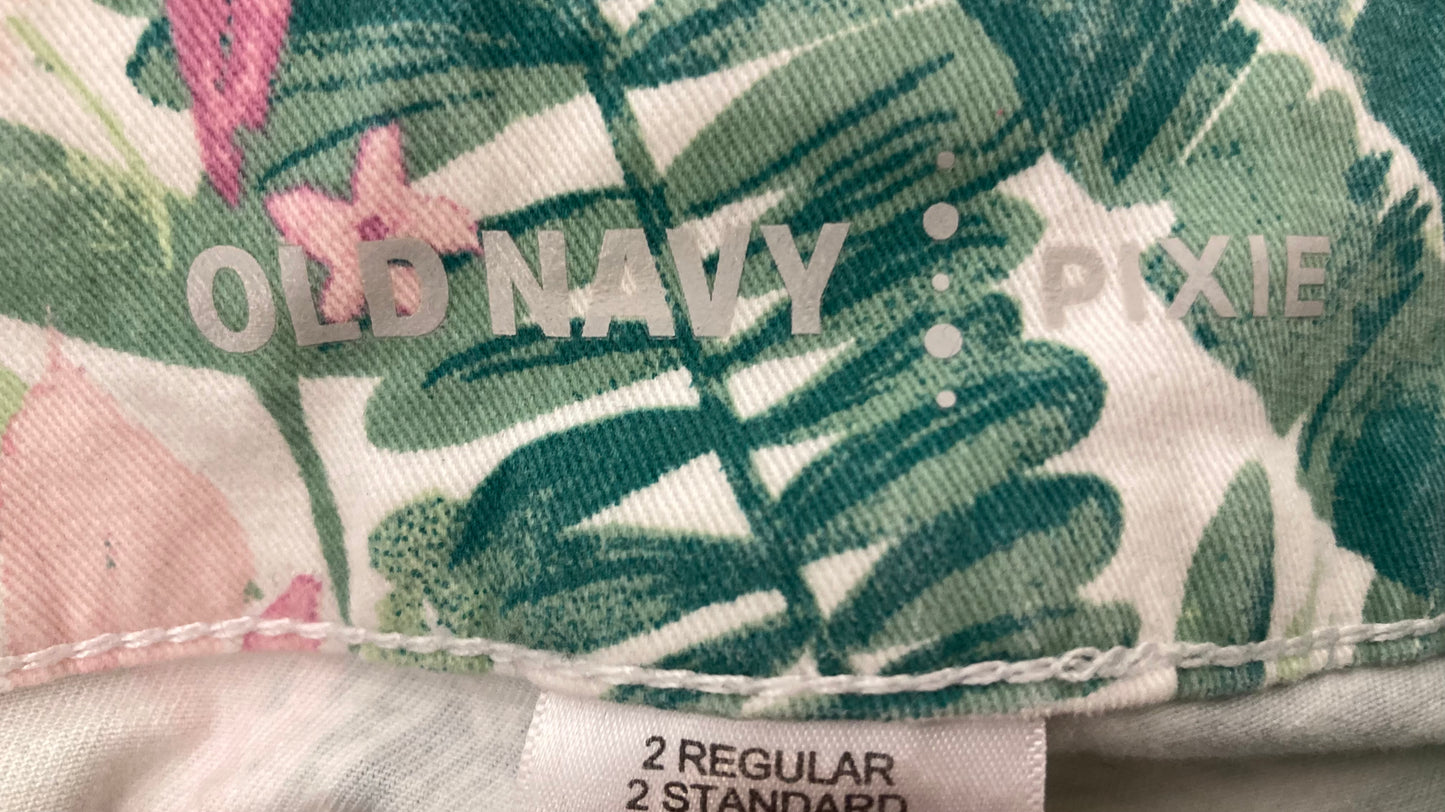 OLD NAVY PIXIE
2 REGULAR
2 STANDARD